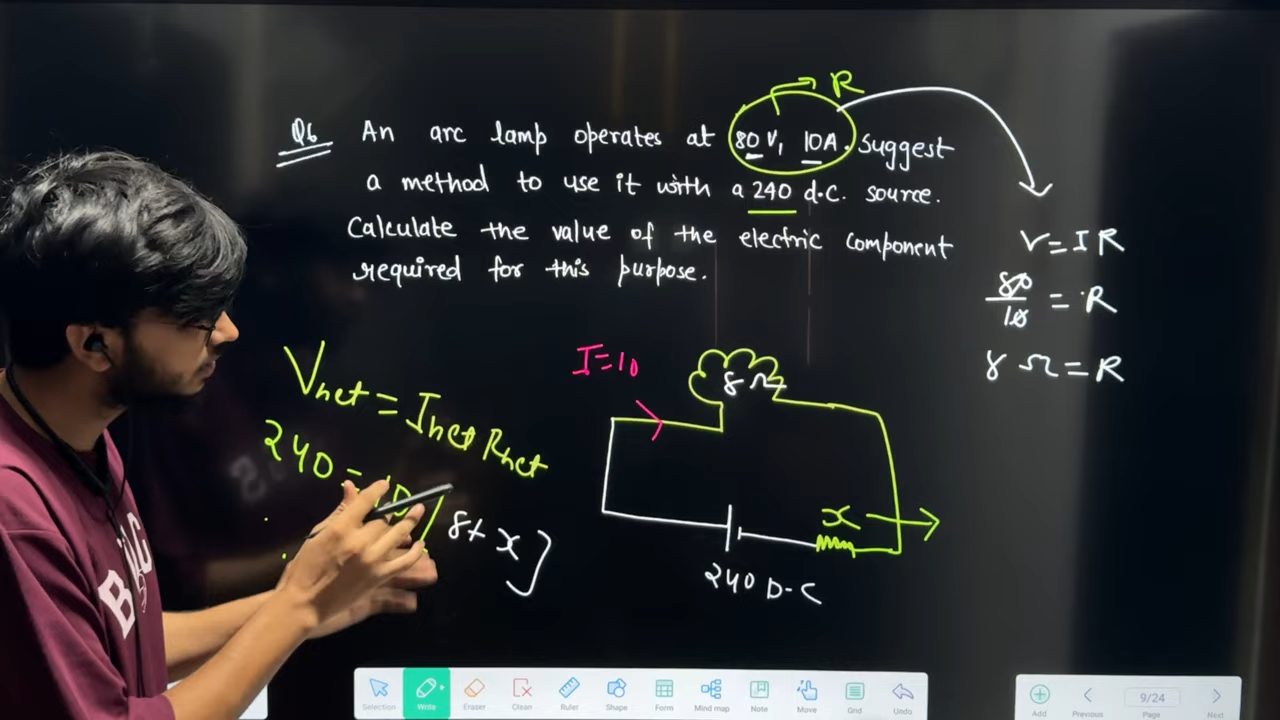 Q6 An arc lamp operates at 80 V, 10A. Suggest
a method to use it with a 240 d.c. source.
Calculate the value of the electric component
required for this purpose.
R
V=IR
80/10 = R
8 Ω = R
I=10
8 Ω
x
240 D-C
Vnet = Inet Rnet
240 = 10[8+x]
Selection
Write
Eraser
Clean
Ruler
Shape
Form
Mind map
Note
Move
Grid
Undo
Add
Previous
9/24
Page
Next